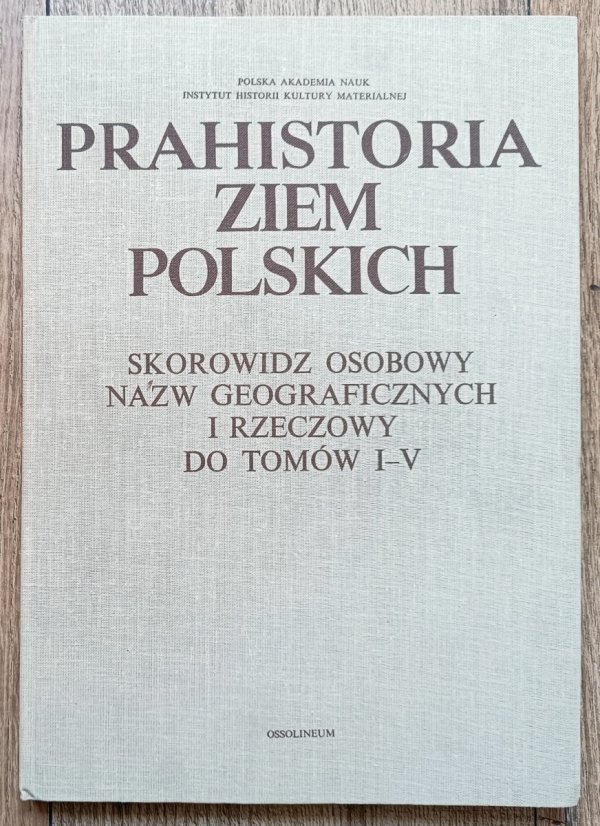 POLSKA AKADEMIA NAUK
INSTYTUT HISTORII KULTURY MATERIALNEJ
PRAHISTORIA
ZIEM
POLSKICH
SKOROWIDZ OSOBOWY
NAZW GEOGRAFICZNYCH
I RZECZOWY
DO TOMÓW I–V
OSSOLINEUM